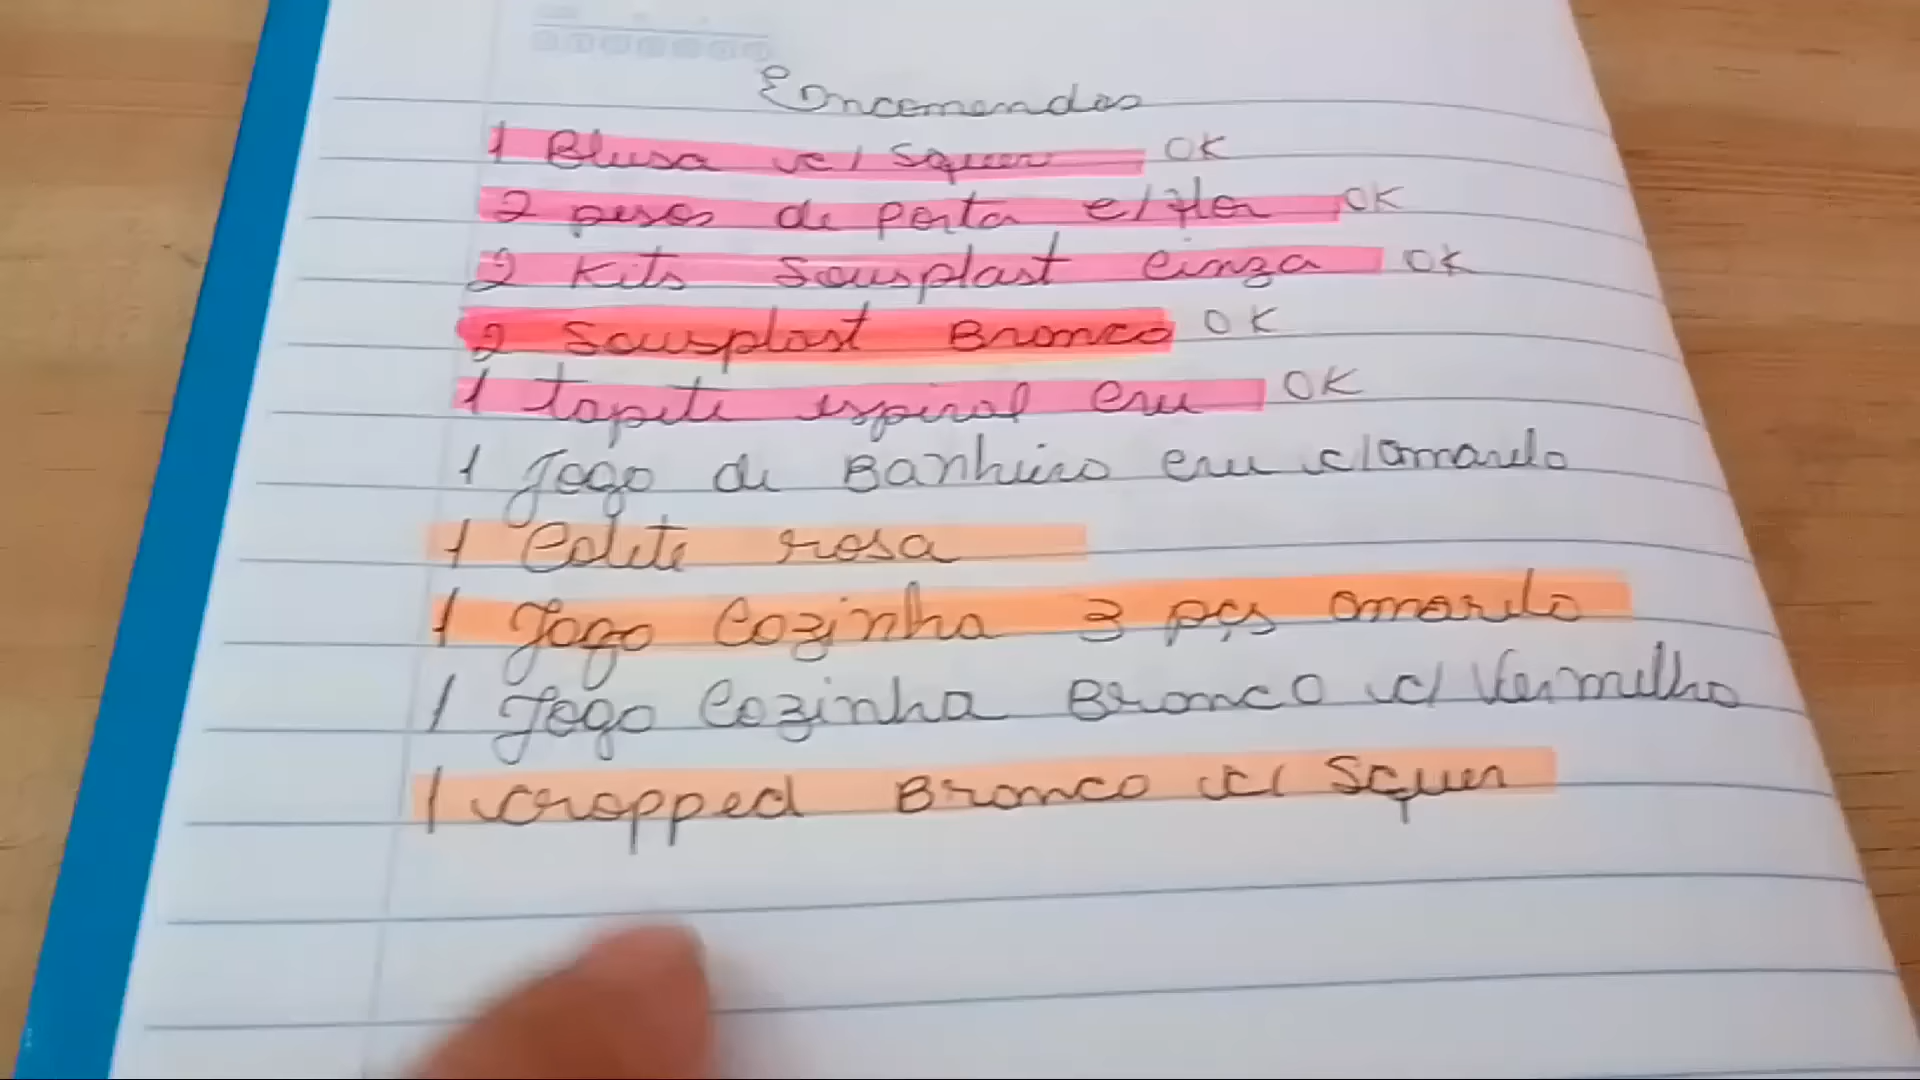 Encomendas
1 Blusa c/ Squer OK
2 pesos de porta c/flor OK
2 Kits Sousplast cinza OK
2 Sousplast Branco OK
1 tapete espiral cru OK
1 Jogo de Banheiro cru c/amarelo
1 Colete rosa
1 Jogo Cozinha 3 pçs amarelo
1 Jogo Cozinha Branco c/ Vermelho
1 cropped Branco c/ Squer